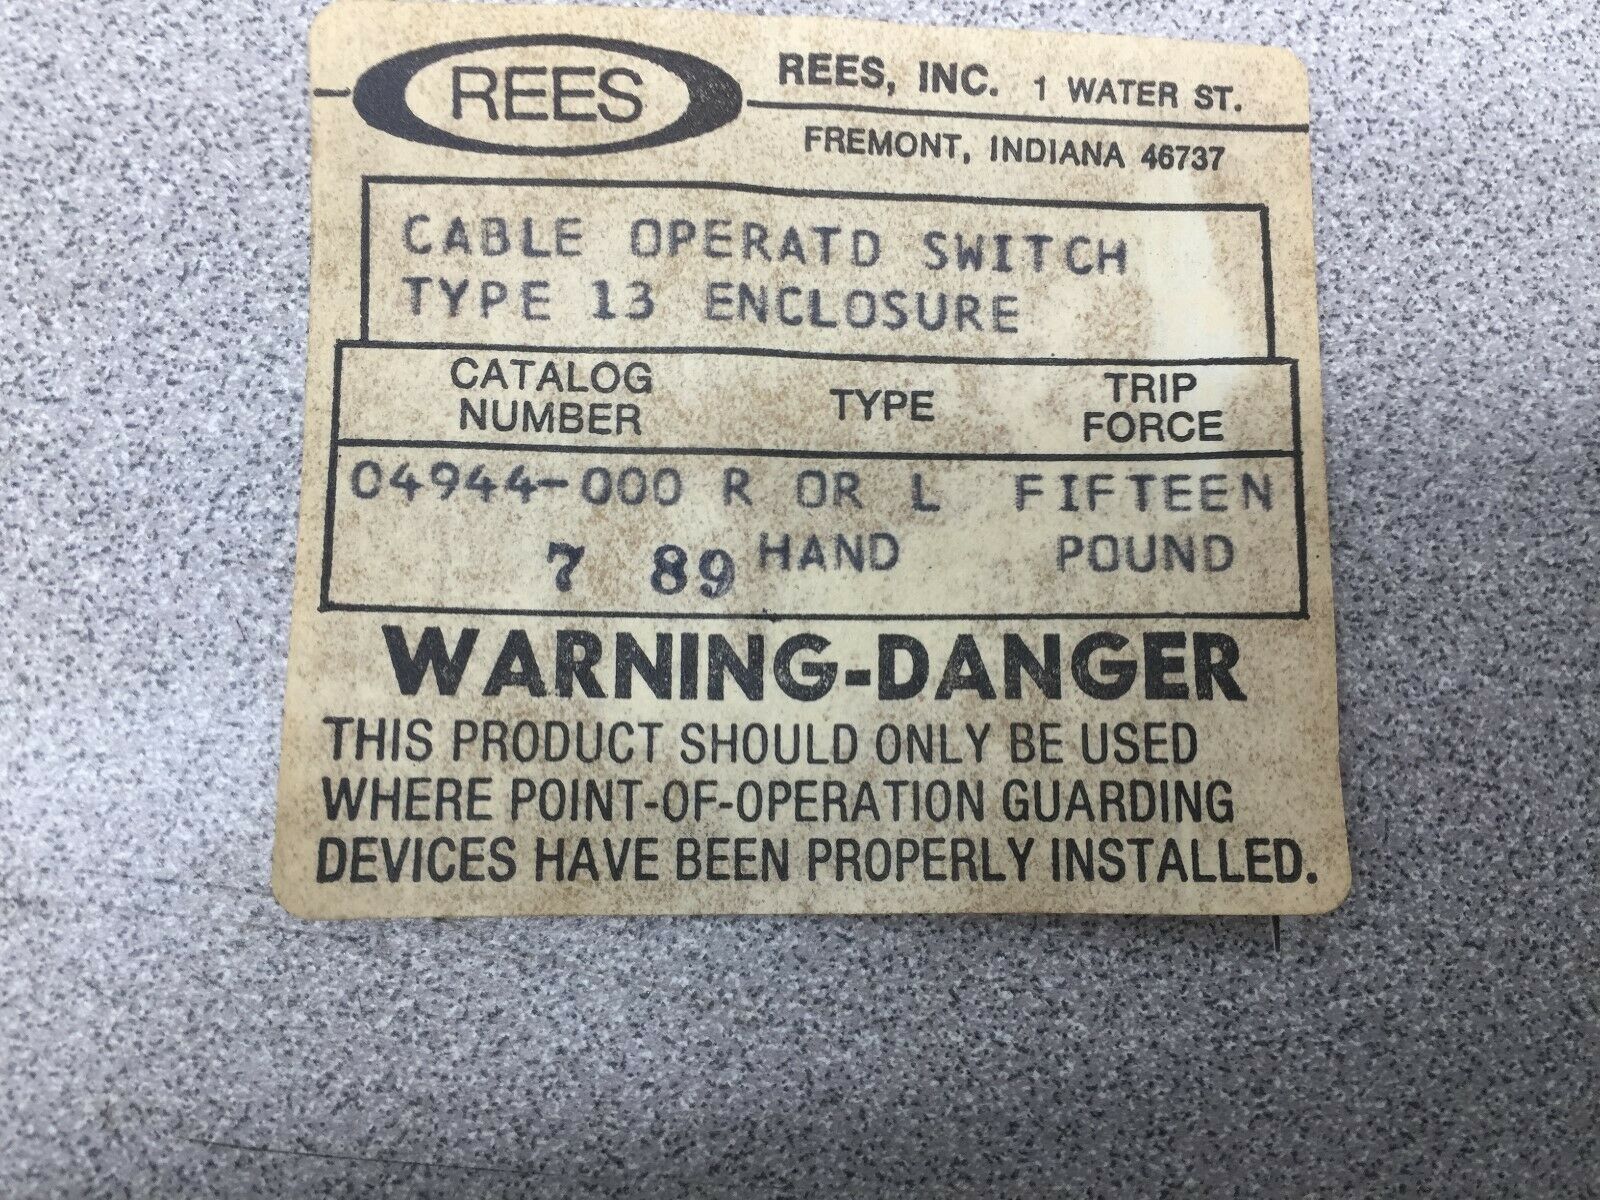 REES
REES, INC. 1 WATER ST.
FREMONT, INDIANA 46737
CABLE OPERATD SWITCH
TYPE 13 ENCLOSURE
CATALOG
NUMBER
TYPE
TRIP
FORCE
04944-000 R OR L FIFTEEN
7 89 HAND POUND
WARNING-DANGER
THIS PRODUCT SHOULD ONLY BE USED
WHERE POINT-OF-OPERATION GUARDING
DEVICES HAVE BEEN PROPERLY INSTALLED.